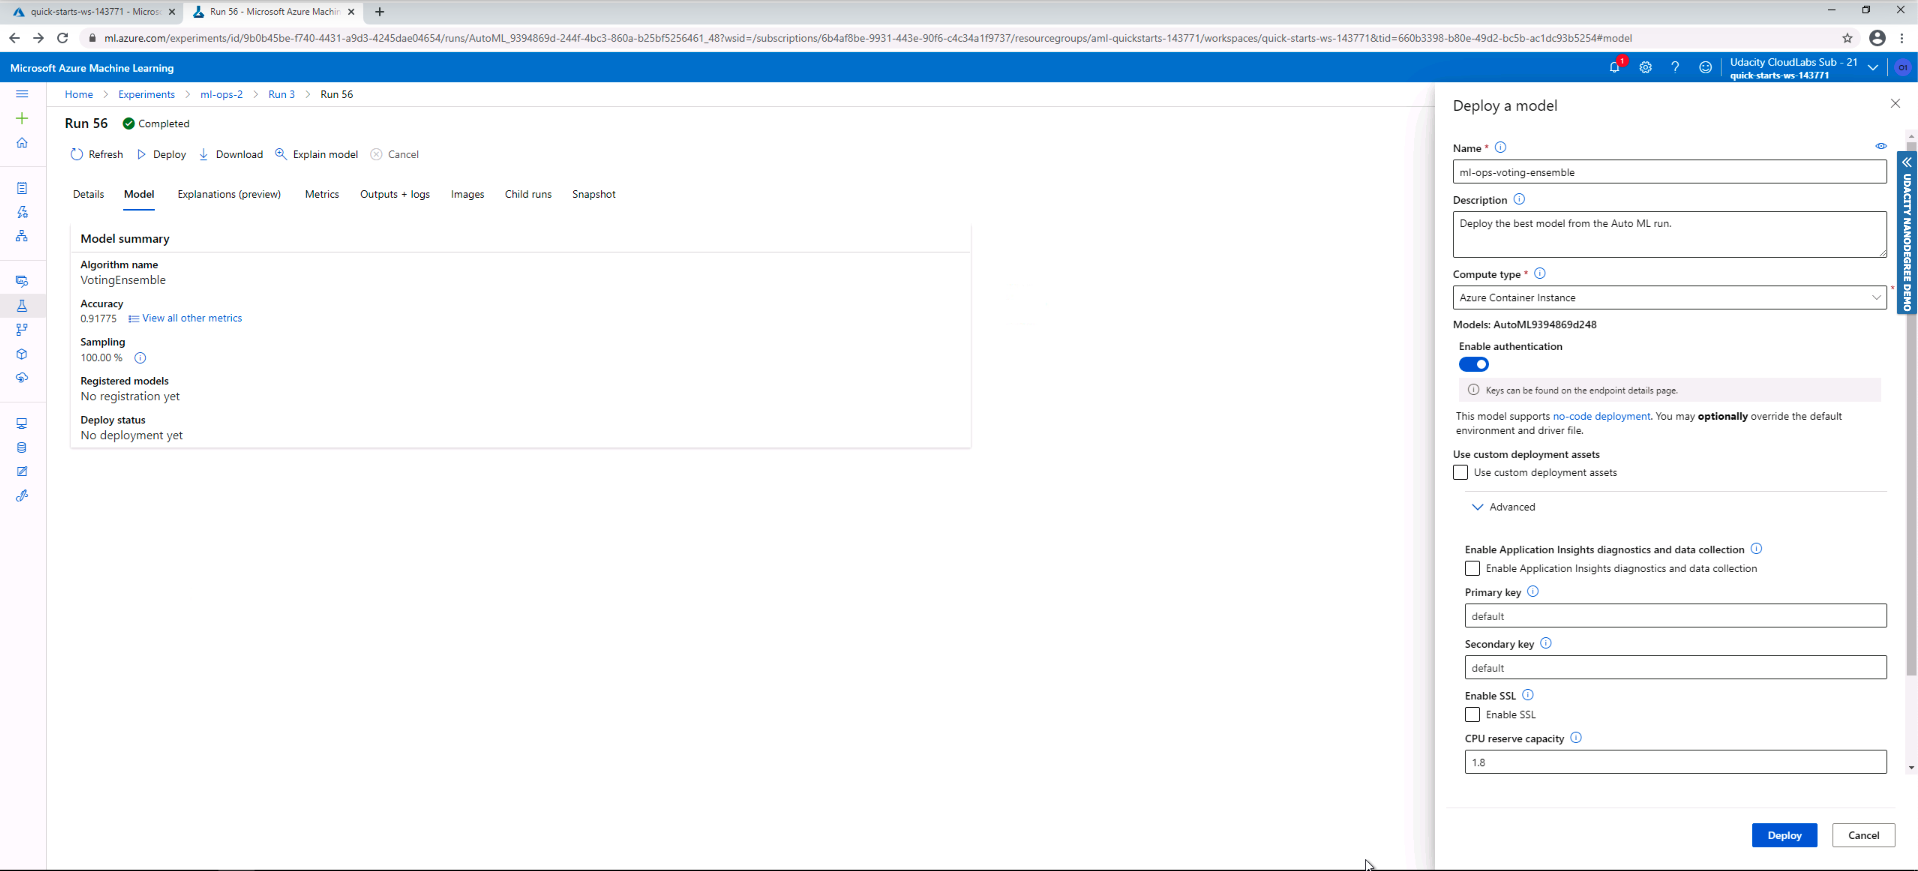 quick-starts-ws-143771 - Micros
Run 56 - Microsoft Azure Machin
ml.azure.com/experiments/id/9b0b45be-f740-4431-a9d3-4245dae04654/runs/AutoML_9394869d-244f-4bc3-860a-b25bf5256461_48?wsid=/subscriptions/6b4af8be-9931-443e-90f6-c4c34a1f9737/resourcegroups/aml-quickstarts-143771/workspaces/quick-starts-ws-143771&tid=660b3398-b80e-49d2-bc5b-ac1dc93b5254#model
Microsoft Azure Machine Learning
1
Udacity CloudLabs Sub - 21
quick-starts-ws-143771
Home > Experiments > ml-ops-2 > Run 3 > Run 56
Run 56 Completed
Refresh Deploy Download Explain model Cancel
Details Model Explanations (preview) Metrics Outputs + logs Images Child runs Snapshot
Model summary
Algorithm name
VotingEnsemble
Accuracy
0.91775 View all other metrics
Sampling
100.00 %
Registered models
No registration yet
Deploy status
No deployment yet
Deploy a model
Name *
ml-ops-voting-ensemble
Description
Deploy the best model from the Auto ML run.
Compute type *
Azure Container Instance
*
Models: AutoML9394869d248
Enable authentication
Keys can be found on the endpoint details page.
This model supports no-code deployment. You may optionally override the default
environment and driver file.
Use custom deployment assets
Use custom deployment assets
Advanced
Enable Application Insights diagnostics and data collection
Enable Application Insights diagnostics and data collection
Primary key
default
Secondary key
default
Enable SSL
Enable SSL
CPU reserve capacity
1.8
Deploy Cancel
UDACITY NANODEGREE DEMO